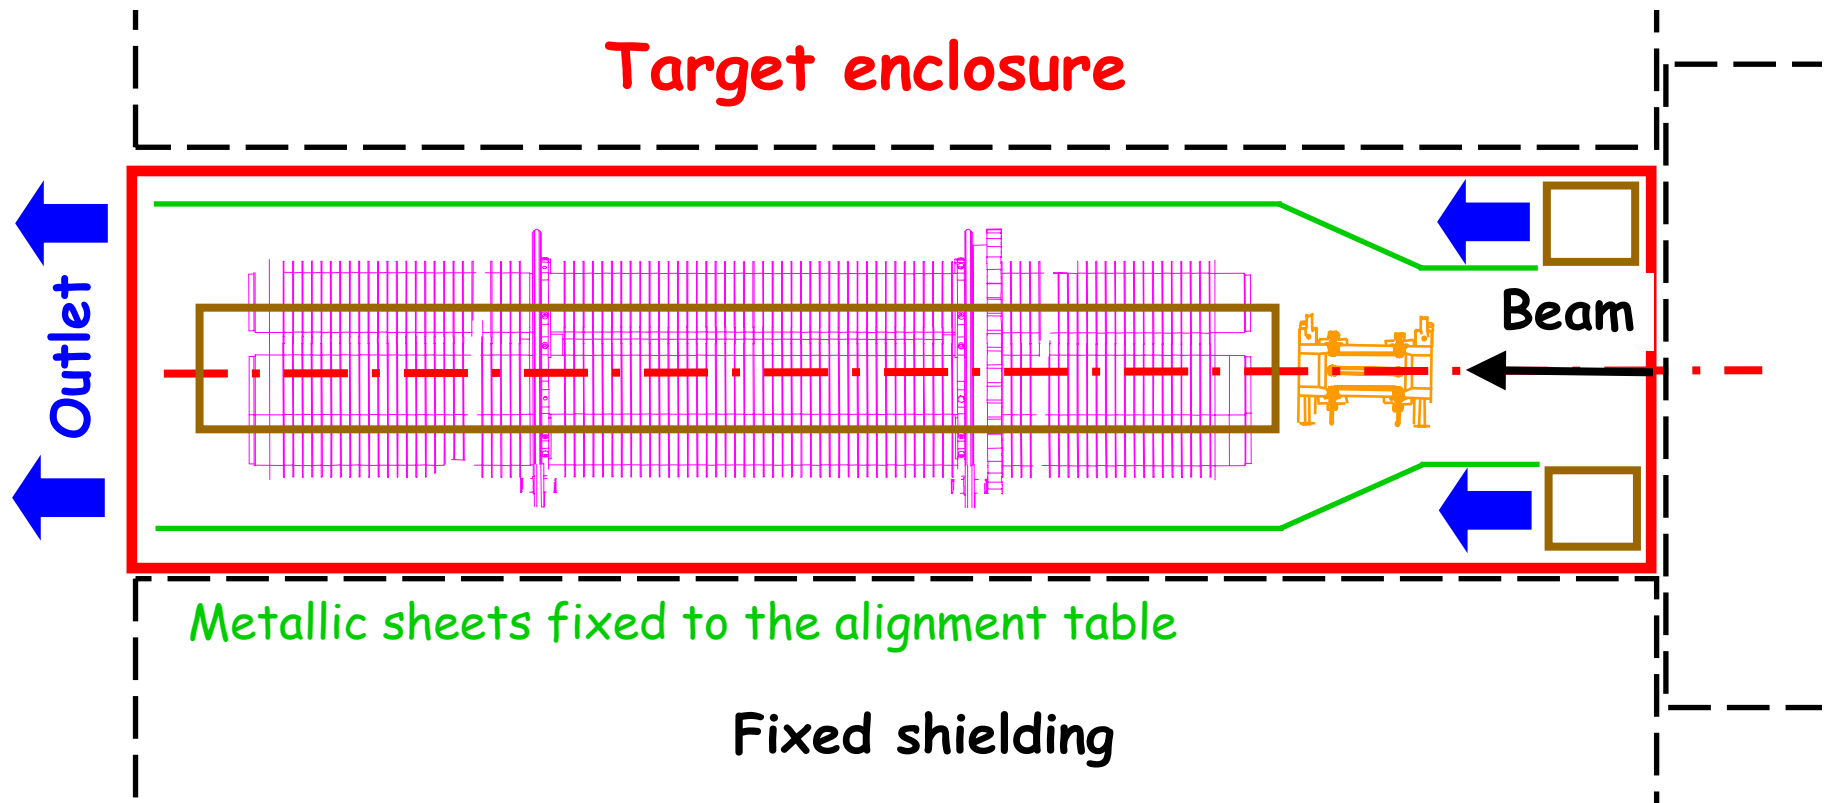 Target enclosure
Beam
Outlet
Metallic sheets fixed to the alignment table
Fixed shielding